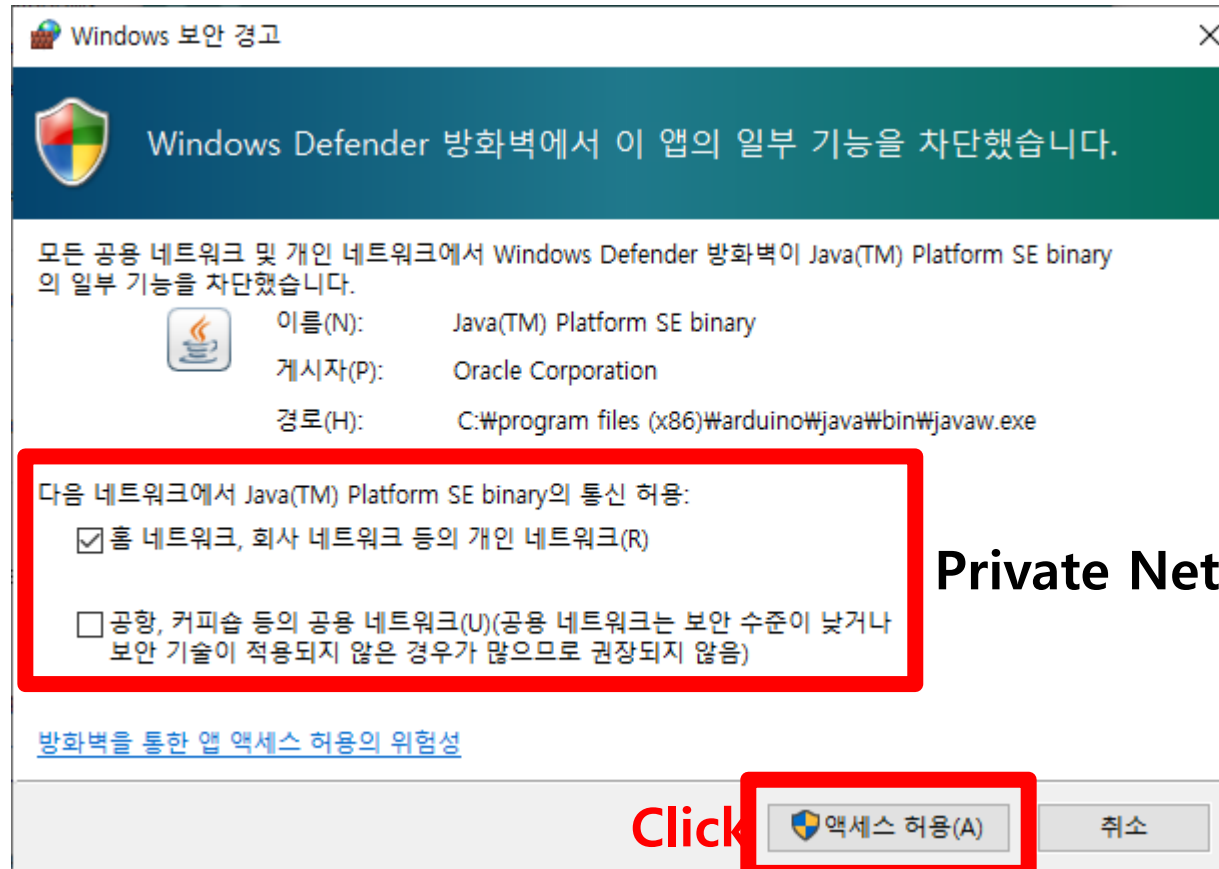 Windows 보안 경고
Windows Defender 방화벽에서 이 앱의 일부 기능을 차단했습니다.
모든 공용 네트워크 및 개인 네트워크에서 Windows Defender 방화벽이 Java(TM) Platform SE binary
의 일부 기능을 차단했습니다.
이름(N): Java(TM) Platform SE binary
게시자(P): Oracle Corporation
경로(H): C:₩program files (x86)₩arduino₩java₩bin₩javaw.exe
다음 네트워크에서 Java(TM) Platform SE binary의 통신 허용:
홈 네트워크, 회사 네트워크 등의 개인 네트워크(R)
Private Net
공항, 커피숍 등의 공용 네트워크(U)(공용 네트워크는 보안 수준이 낮거나
보안 기술이 적용되지 않은 경우가 많으므로 권장되지 않음)
방화벽을 통한 앱 액세스 허용의 위험성
Click 액세스 허용(A) 취소